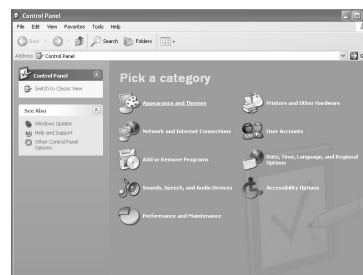 Control Panel
File Edit View Favorites Tools Help
Back Search Folders
Address Control Panel
Control Panel
Switch to Classic View
See Also
Windows Update
Help and Support
Other Control Panel
Options
Pick a category
Appearance and Themes
Printers and Other Hardware
Network and Internet Connections
User Accounts
Add or Remove Programs
Date, Time, Language, and Regional
Options
Sounds, Speech, and Audio Devices
Accessibility Options
Performance and Maintenance